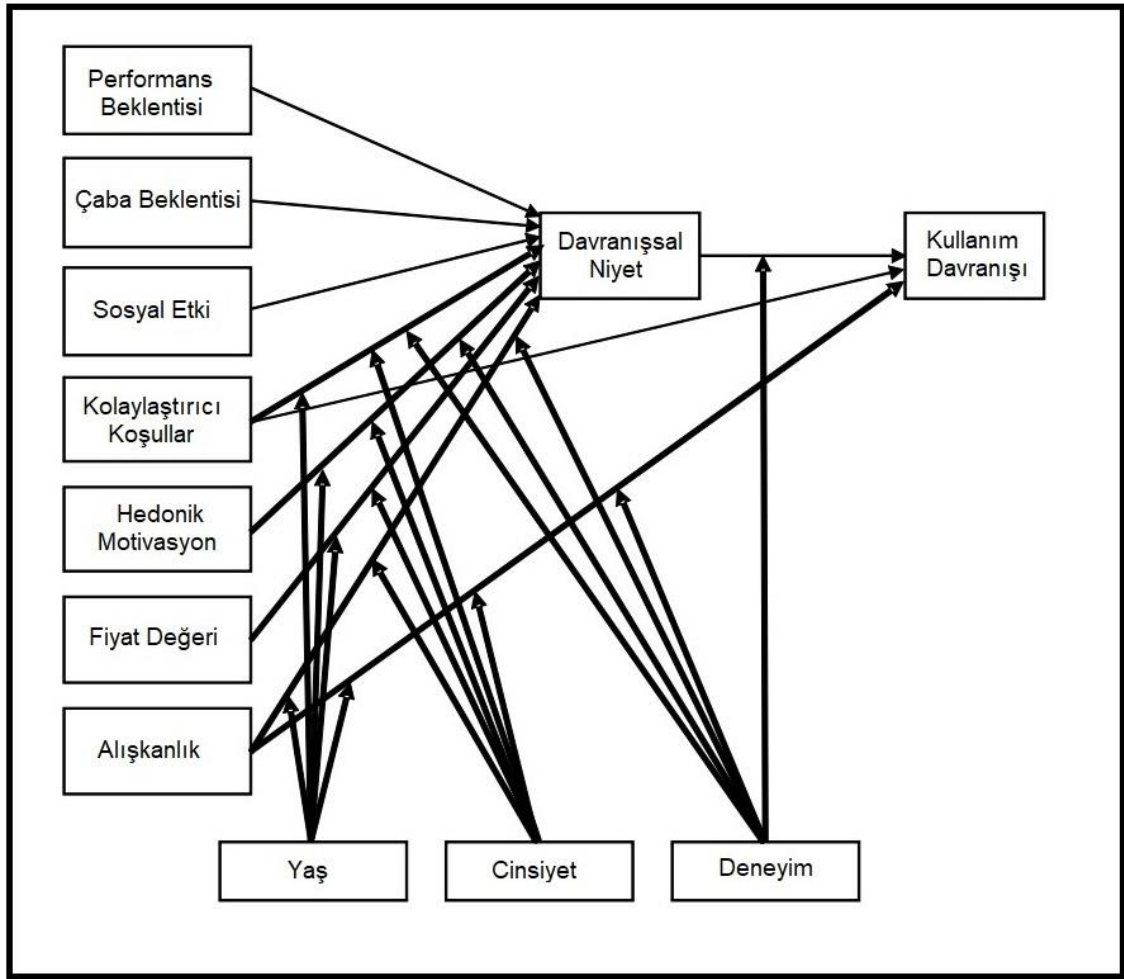 Performans
Beklentisi
Çaba Beklentisi
Sosyal Etki
Kolaylaştırıcı
Koşullar
Hedonik
Motivasyon
Fiyat Değeri
Alışkanlık
Davranışsal
Niyet
Kullanım
Davranışı
Yaş
Cinsiyet
Deneyim